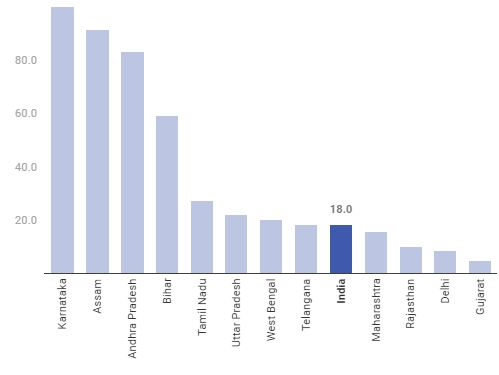 80.0
60.0
40.0
20.0
18.0
Karnataka
Assam
Andhra Pradesh
Bihar
Tamil Nadu
Uttar Pradesh
West Bengal
Telangana
India
Maharashtra
Rajasthan
Delhi
Gujarat